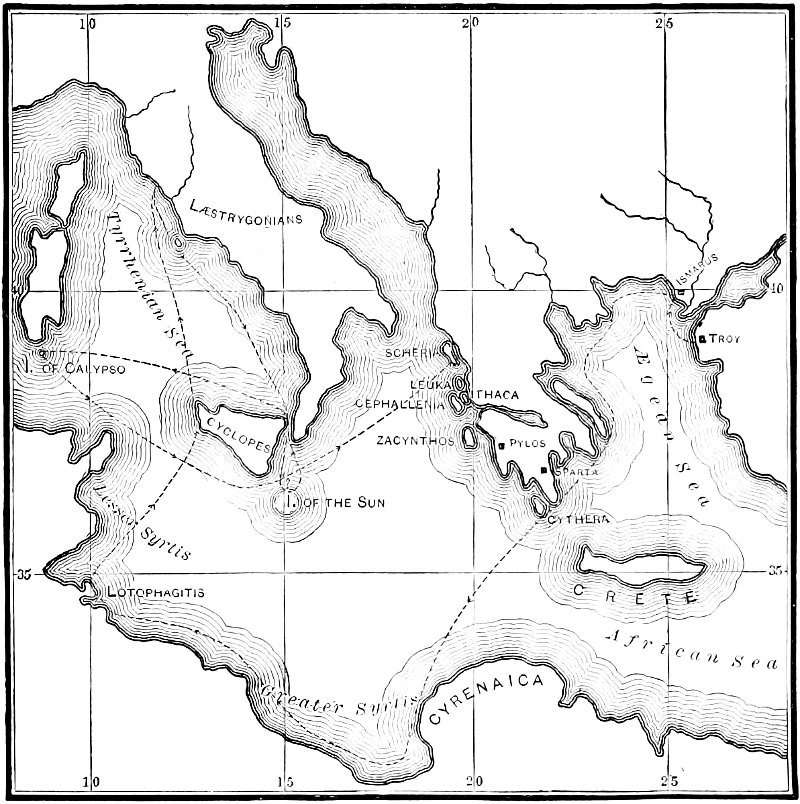 10 15 20 25
LÆSTRYGONIANS
Tyrrhenian Sea
ISMARUS
40
TROY
SCHERIA
I. OF CALYPSO
LEUKA
ITHACA
CEPHALLENIA
Ægean Sea
CYCLOPES
ZACYNTHOS
PYLOS
SPARTA
I. OF THE SUN
CYTHERA
Lesser Syrtis
35 35
LOTOPHAGITIS
CRETE
African Sea
Greater Syrtis
CYRENAICA
10 15 20 25